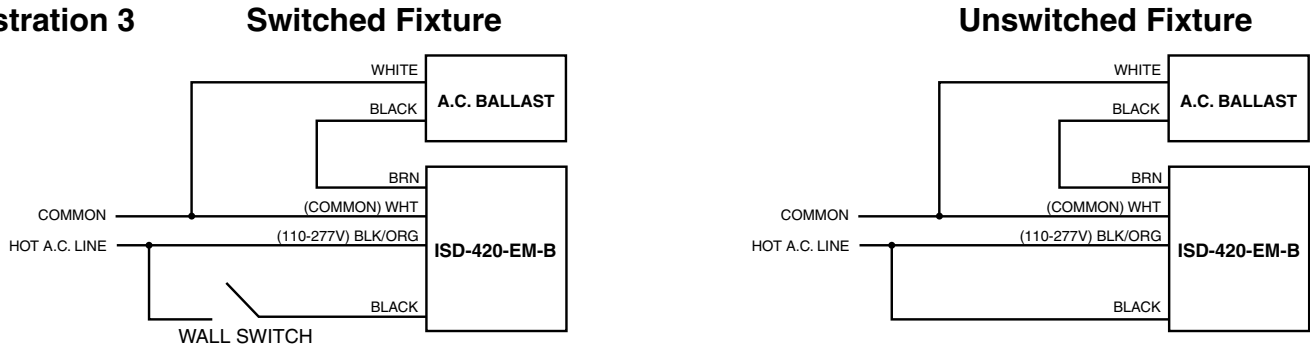 stration 3
Switched Fixture
WHITE
A.C. BALLAST
BLACK
BRN
COMMON
(COMMON) WHT
HOT A.C. LINE
(110-277V) BLK/ORG
ISD-420-EM-B
BLACK
WALL SWITCH
Unswitched Fixture
WHITE
A.C. BALLAST
BLACK
BRN
COMMON
(COMMON) WHT
HOT A.C. LINE
(110-277V) BLK/ORG
ISD-420-EM-B
BLACK